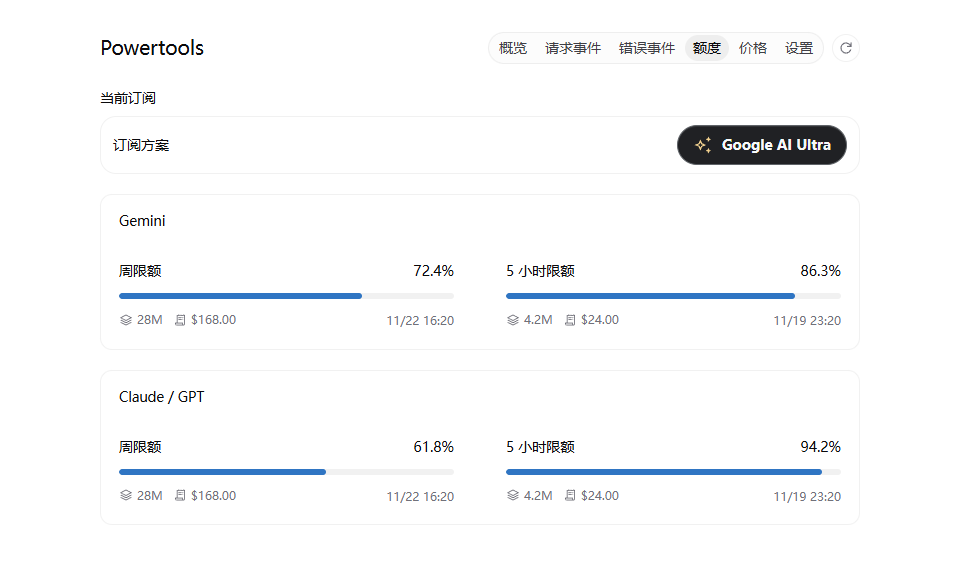 Powertools
概览 请求事件 错误事件 额度 价格 设置
当前订阅
订阅方案 Google AI Ultra
Gemini
周限额 72.4% 5 小时限额 86.3%
28M $168.00 11/22 16:20 4.2M $24.00 11/19 23:20
Claude / GPT
周限额 61.8% 5 小时限额 94.2%
28M $168.00 11/22 16:20 4.2M $24.00 11/19 23:20